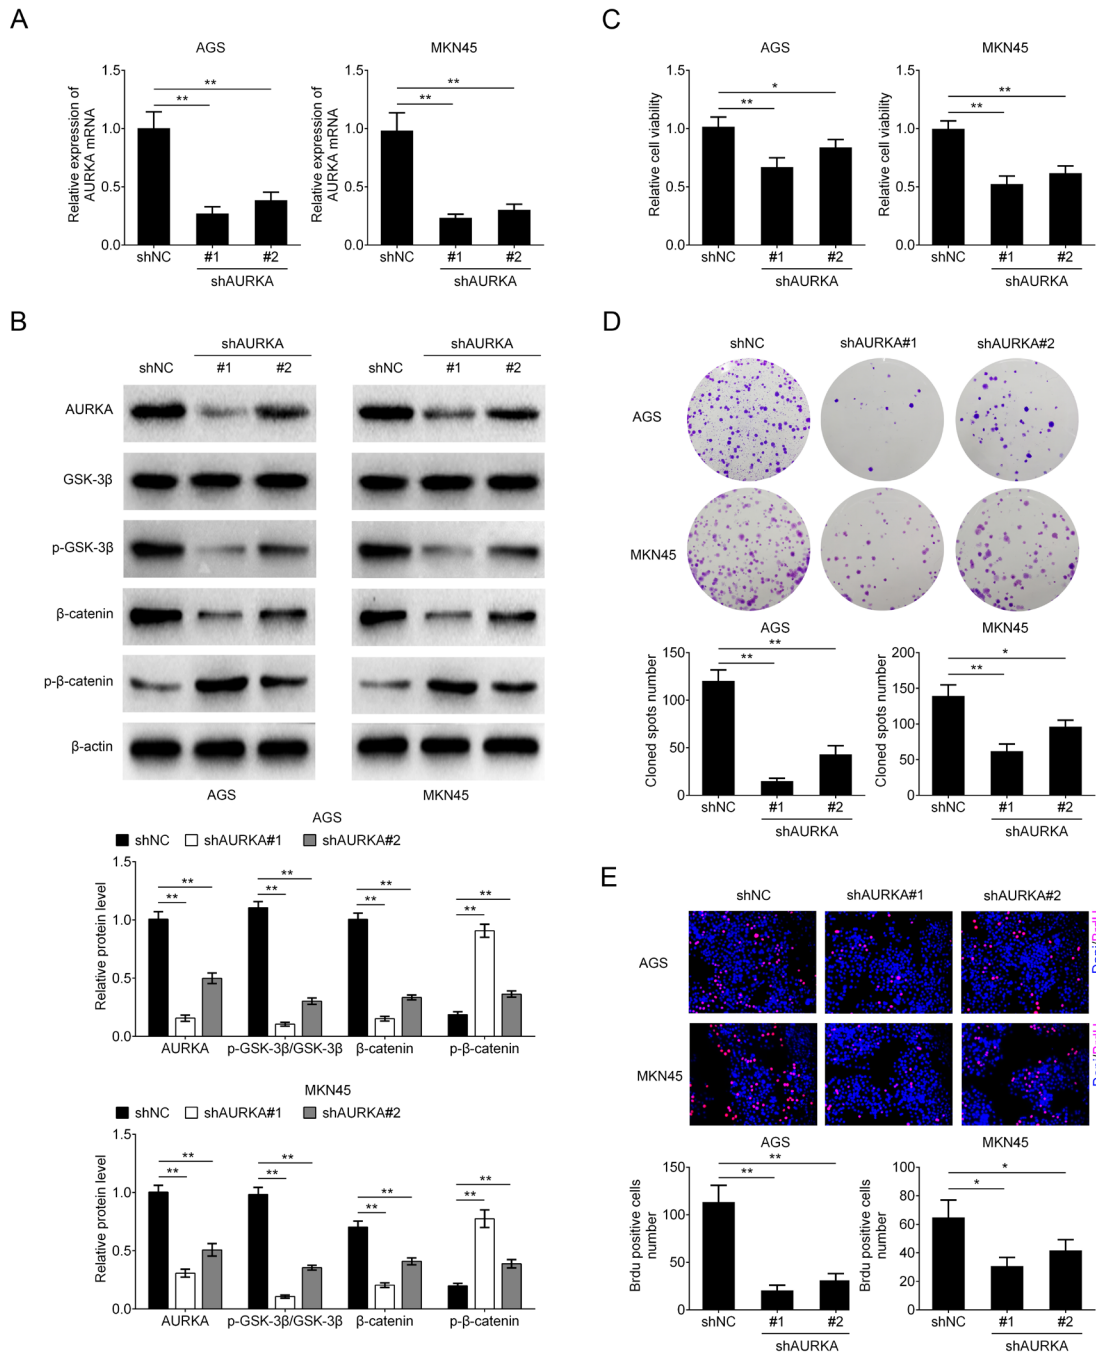 A
AGS
Relative expression of
AURKA mRNA
1.5
1.0
0.5
0.0
**
**
shNC
#1
#2
shAURKA
MKN45
Relative expression of
AURKA mRNA
1.5
1.0
0.5
0.0
**
**
shNC
#1
#2
shAURKA
B
shAURKA
shNC
#1
#2
shAURKA
shNC
#1
#2
AURKA
GSK-3β
p-GSK-3β
β-catenin
p-β-catenin
β-actin
AGS
MKN45
AGS
shNC
shAURKA#1
shAURKA#2
Relative protein level
1.5
1.0
0.5
0.0
**
**
**
**
**
**
**
**
AURKA
p-GSK-3β/GSK-3β
β-catenin
p-β-catenin
MKN45
shNC
shAURKA#1
shAURKA#2
Relative protein level
1.5
1.0
0.5
0.0
**
**
**
**
**
**
**
**
AURKA
p-GSK-3β/GSK-3β
β-catenin
p-β-catenin
C
AGS
Relative cell viability
1.5
1.0
0.5
0.0
*
**
shNC
#1
#2
shAURKA
MKN45
Relative cell viability
1.5
1.0
0.5
0.0
**
**
shNC
#1
#2
shAURKA
D
shNC
shAURKA#1
shAURKA#2
AGS
MKN45
AGS
Cloned spots number
150
100
50
0
**
**
shNC
#1
#2
shAURKA
MKN45
Cloned spots number
200
150
100
50
0
*
**
shNC
#1
#2
shAURKA
E
shNC
shAURKA#1
shAURKA#2
AGS
MKN45
AGS
Brdu positive cells
number
150
100
50
0
**
**
shNC
#1
#2
shAURKA
MKN45
Brdu positive cells
number
100
80
60
40
20
0
*
*
shNC
#1
#2
shAURKA